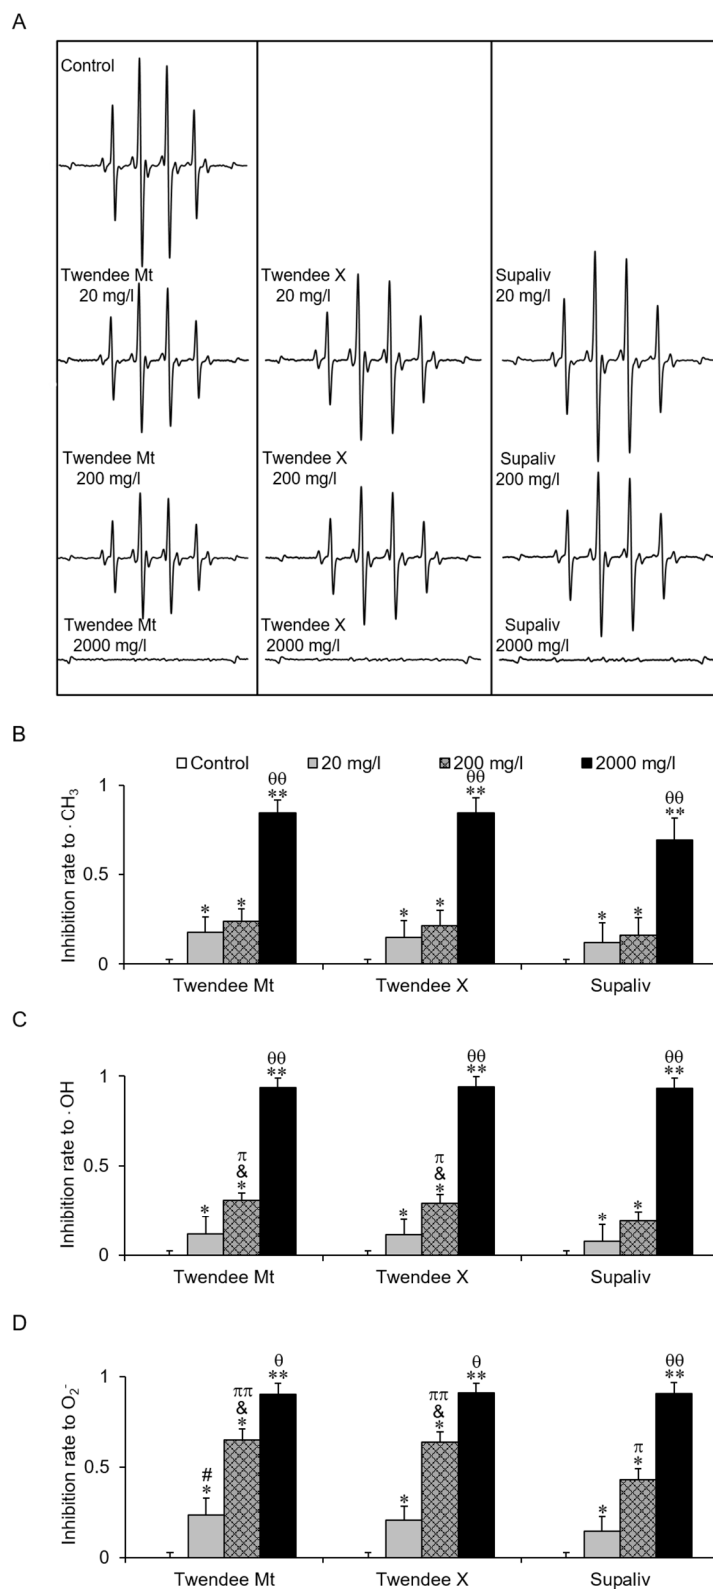 A
Control
Twendee Mt
20 mg/l
Twendee X
20 mg/l
Supaliv
20 mg/l
Twendee Mt
200 mg/l
Twendee X
200 mg/l
Supaliv
200 mg/l
Twendee Mt
2000 mg/l
Twendee X
2000 mg/l
Supaliv
2000 mg/l
B
Control 20 mg/l 200 mg/l 2000 mg/l
Inhibition rate to · CH₃
1
0.5
0
* * θθ
**
* * θθ
**
* * θθ
**
Twendee Mt Twendee X Supaliv
C
Inhibition rate to · OH
1
0.5
0
*
π
&
*
θθ
**
*
π
&
*
θθ
**
*
*
θθ
**
Twendee Mt Twendee X Supaliv
D
Inhibition rate to O₂⁻
1
0.5
0
#
*
ππ
&
*
θ
**
*
ππ
&
*
θ
**
*
π
*
θθ
**
Twendee Mt Twendee X Supaliv